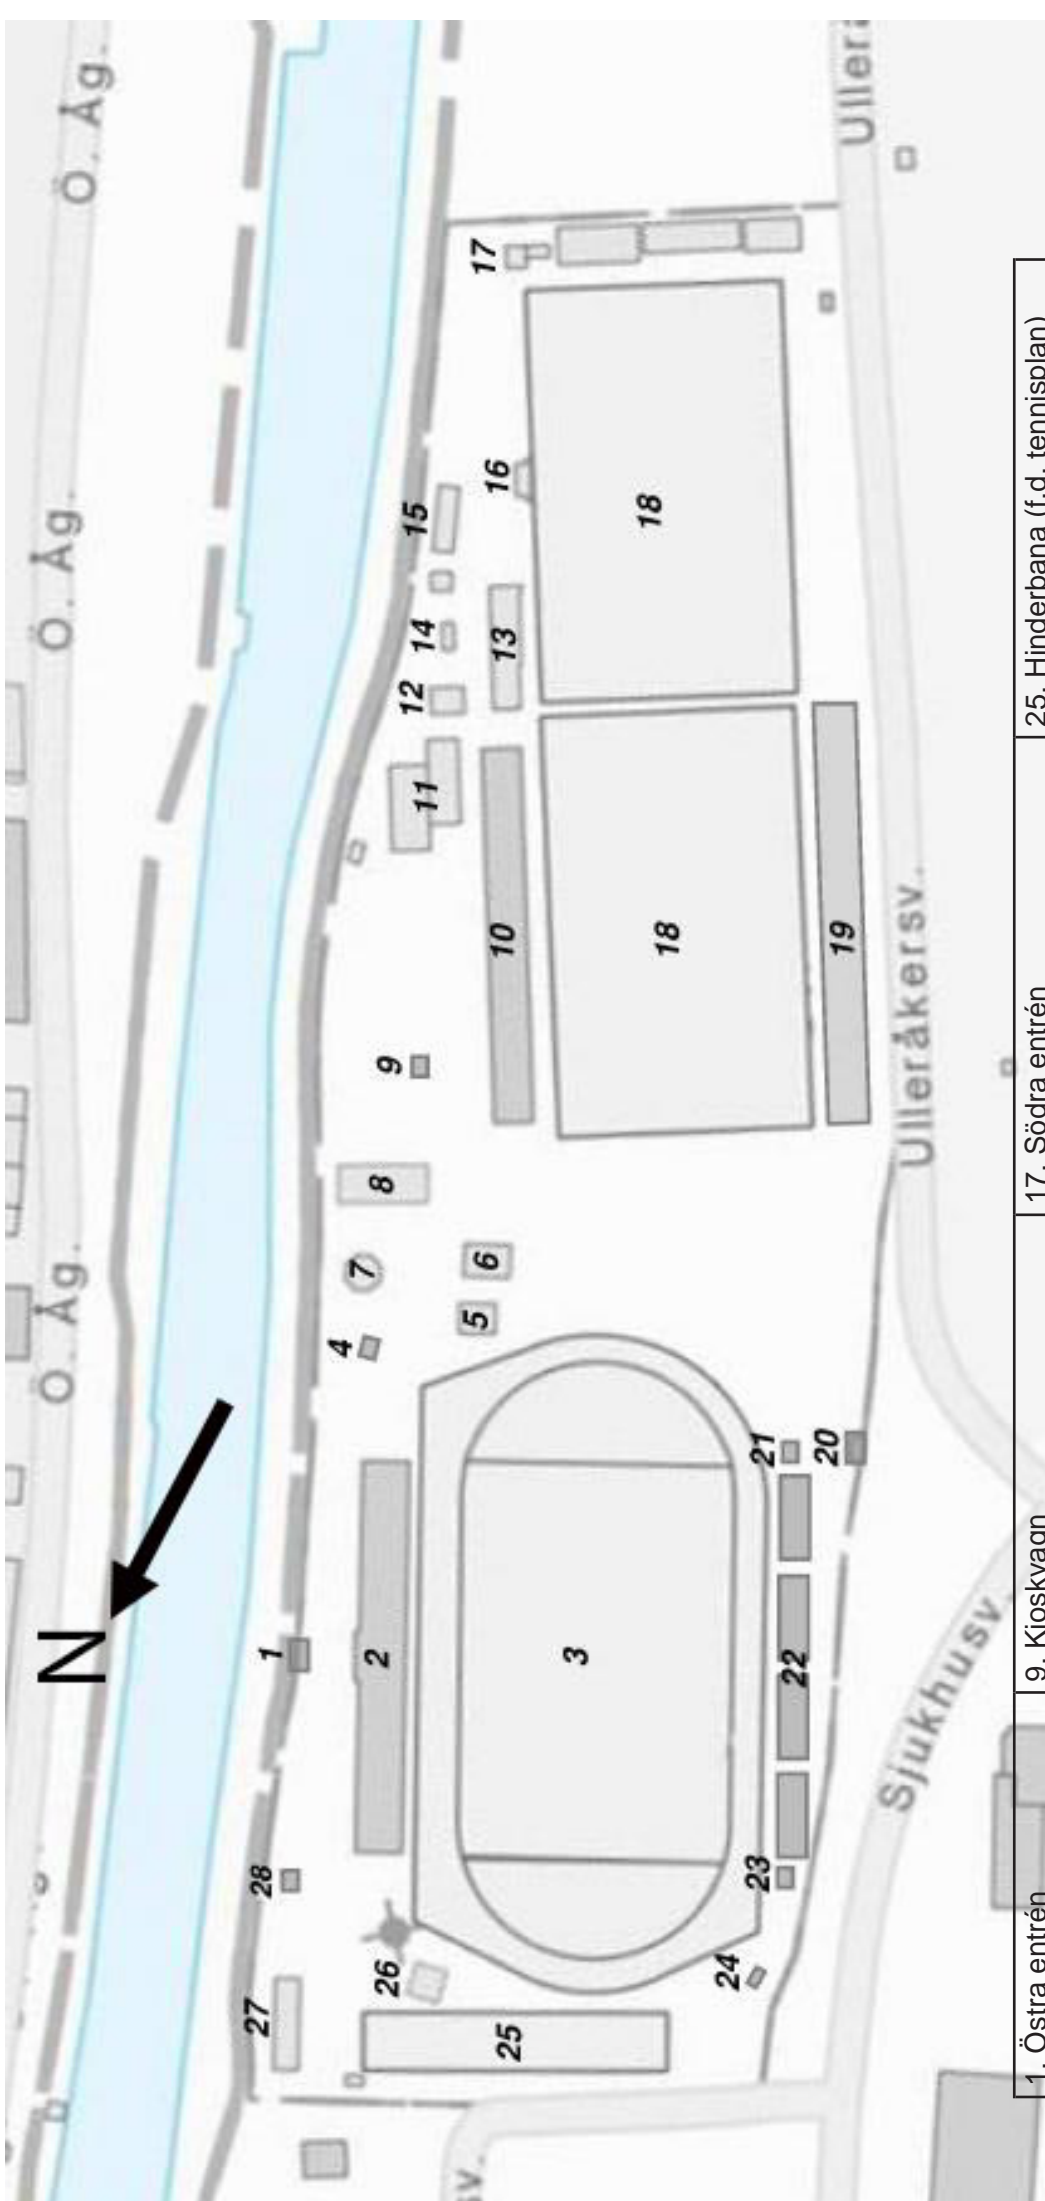 N
Ö. Åg.
Ö. Åg.
Ö. Åg.
27
28
1
4
7
2
8
26
9
12
15
14
11
sv.
5
17
6
16
10
13
25
3
18
18
24
23
21
22
20
19
Ullerå
Ulleråkersv.
Sjukhusv.
1. Östra entrén
9. Kioskvagn
17. Södra entrén
25. Hinderbana (f.d. tennisplan)